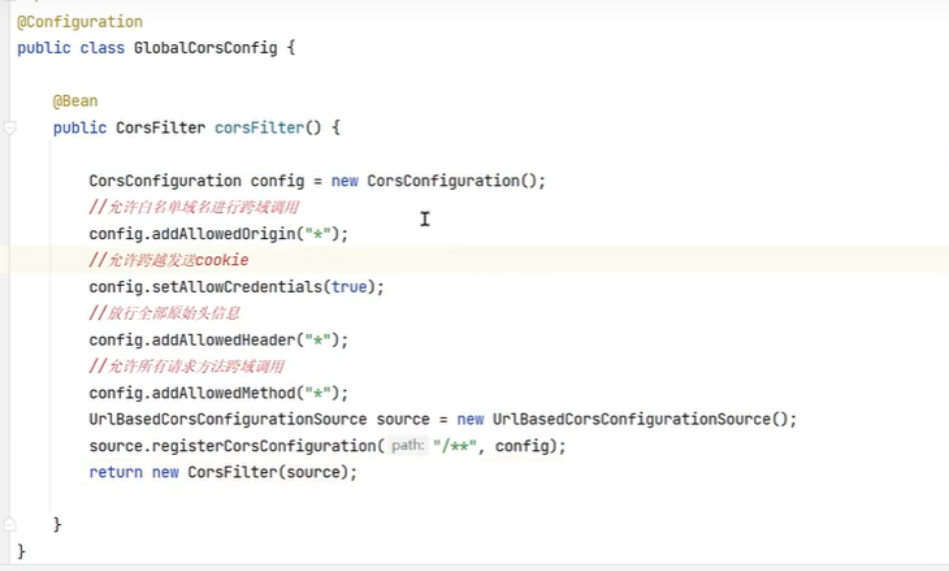 @Configuration
public class GlobalCorsConfig {
@Bean
public CorsFilter corsFilter() {
CorsConfiguration config = new CorsConfiguration();
//允许白名单域名进行跨域调用
config.addAllowedOrigin("*");
//允许跨越发送cookie
config.setAllowCredentials(true);
//放行全部原始头信息
config.addAllowedHeader("*");
//允许所有请求方法跨域调用
config.addAllowedMethod("*");
UrlBasedCorsConfigurationSource source = new UrlBasedCorsConfigurationSource();
source.registerCorsConfiguration( path: "/**", config);
return new CorsFilter(source);
}
}